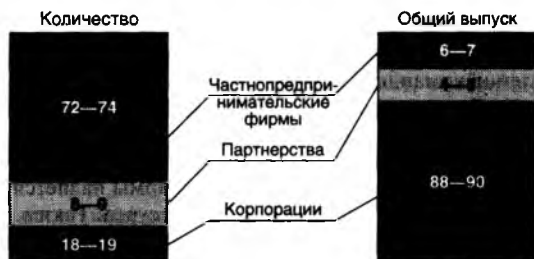 Количество
Общий выпуск
72—74
6—7
Частнопредпри-
нимательские
фирмы
Партнерства
88—90
Корпорации
18—19